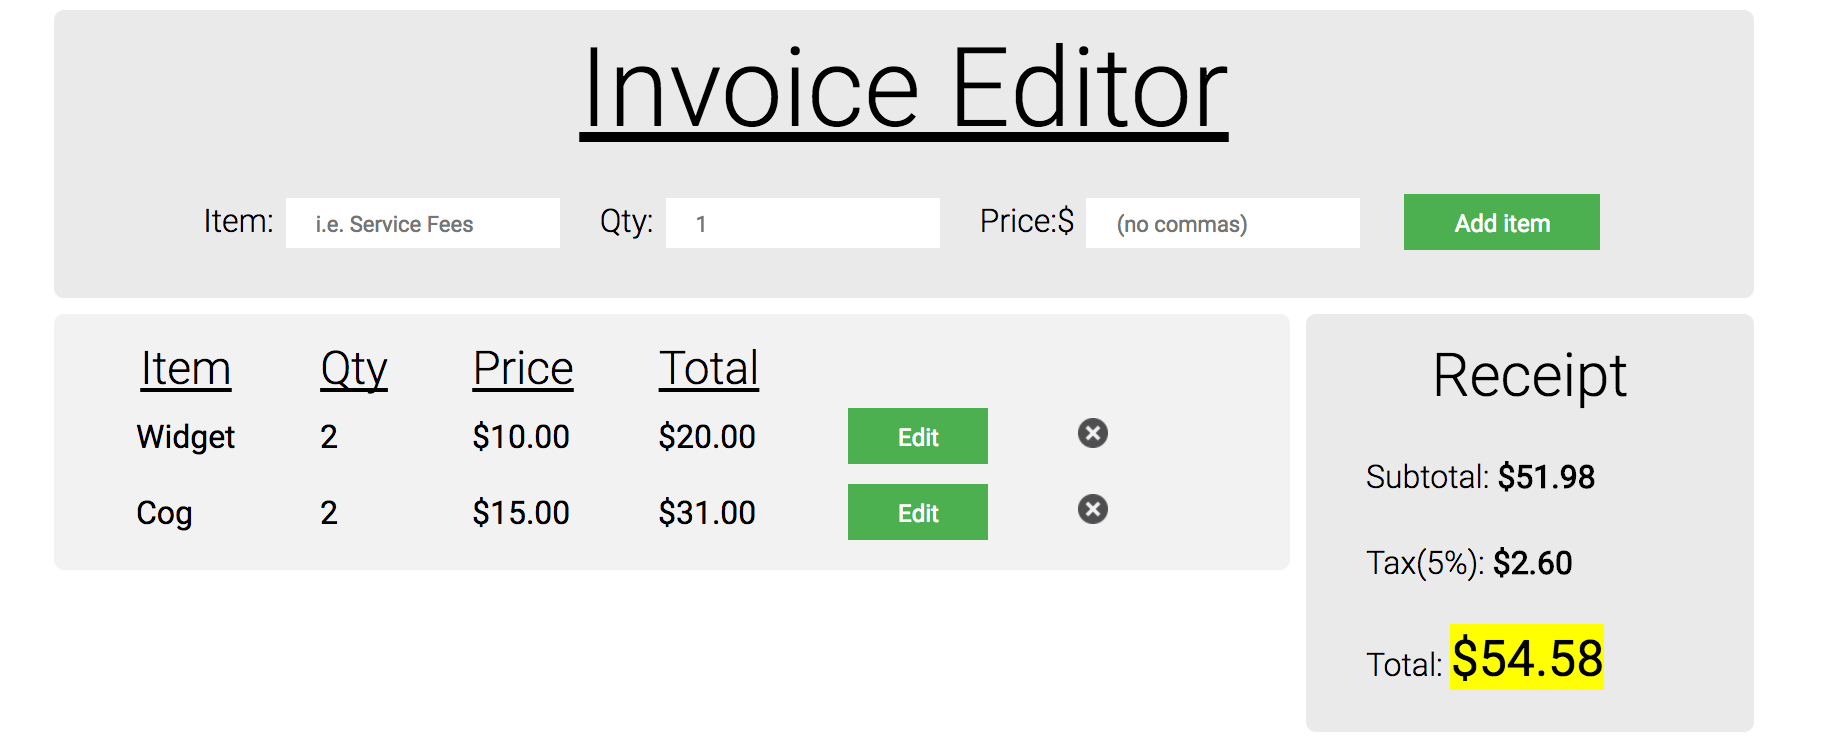 Invoice Editor
Item: i.e. Service Fees Qty: 1 Price:$ (no commas) Add item
Item Qty Price Total
Widget 2 $10.00 $20.00 Edit
Cog 2 $15.00 $31.00 Edit
Receipt
Subtotal: $51.98
Tax(5%): $2.60
Total: $54.58